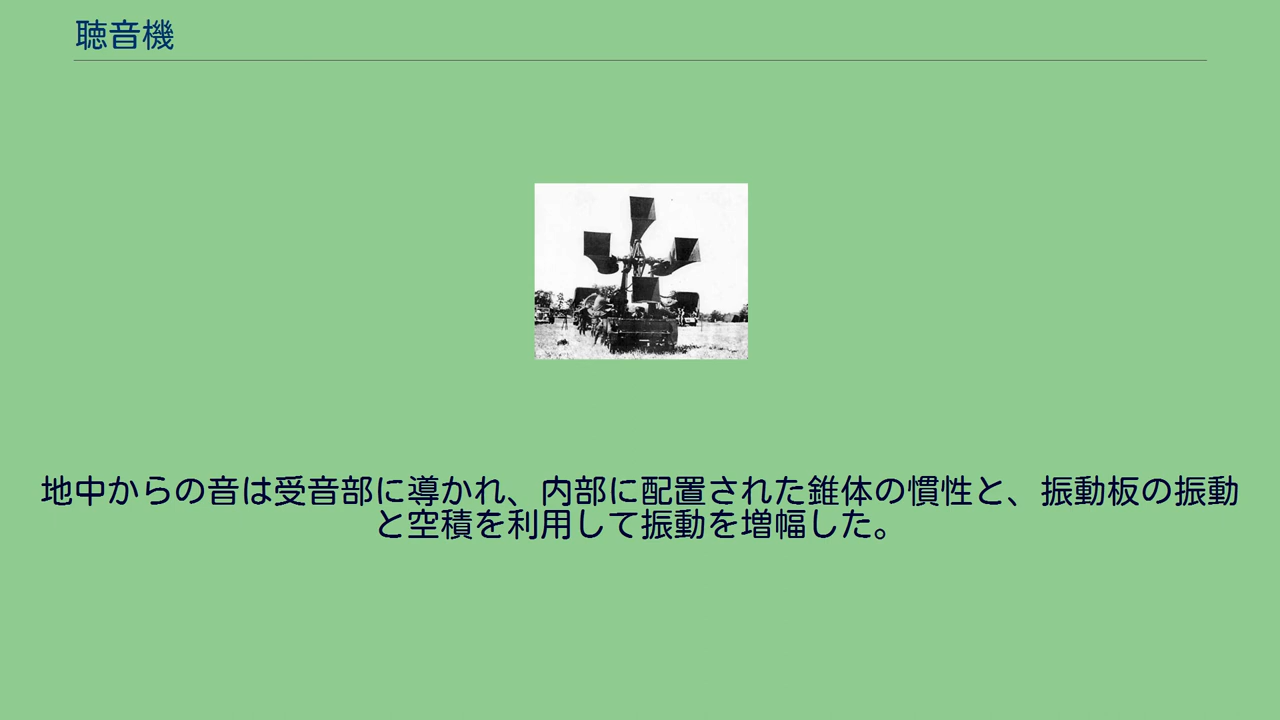 聴音機
地中からの音は受音部に導かれ、内部に配置された錐体の慣性と、振動板の振動
と空積を利用して振動を増幅した。